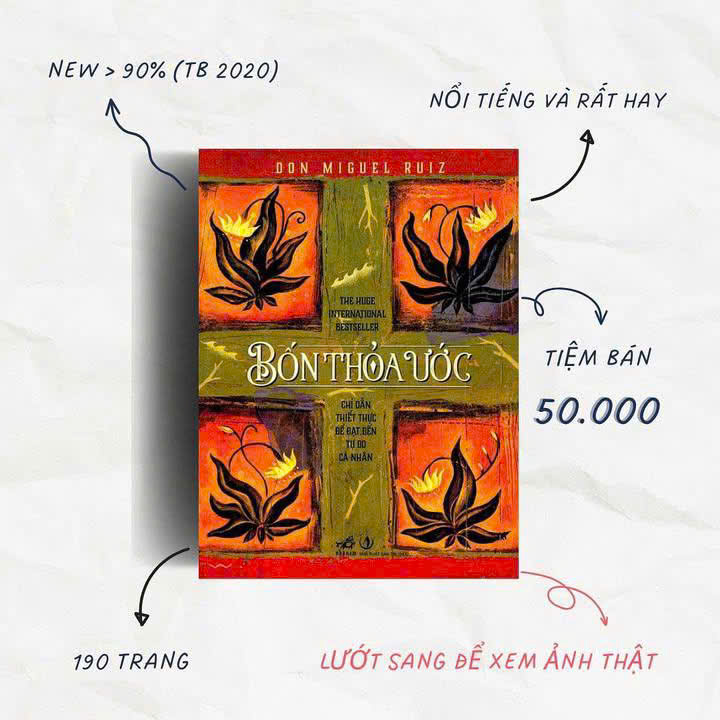 NEW > 90% (TB 2020)
NỔI TIẾNG VÀ RẤT HAY
DON MIGUEL RUIZ
THE HUGE
INTERNATIONAL
BESTSELLER
BỐN THỎA ƯỚC
TIỆM BÁN
50.000
CHỈ DẪN
THIẾT THỰC
ĐỂ ĐẠT ĐẾN
TỰ DO
CÁ NHÂN
190 TRANG
LƯỚT SANG ĐỂ XEM ẢNH THẬT